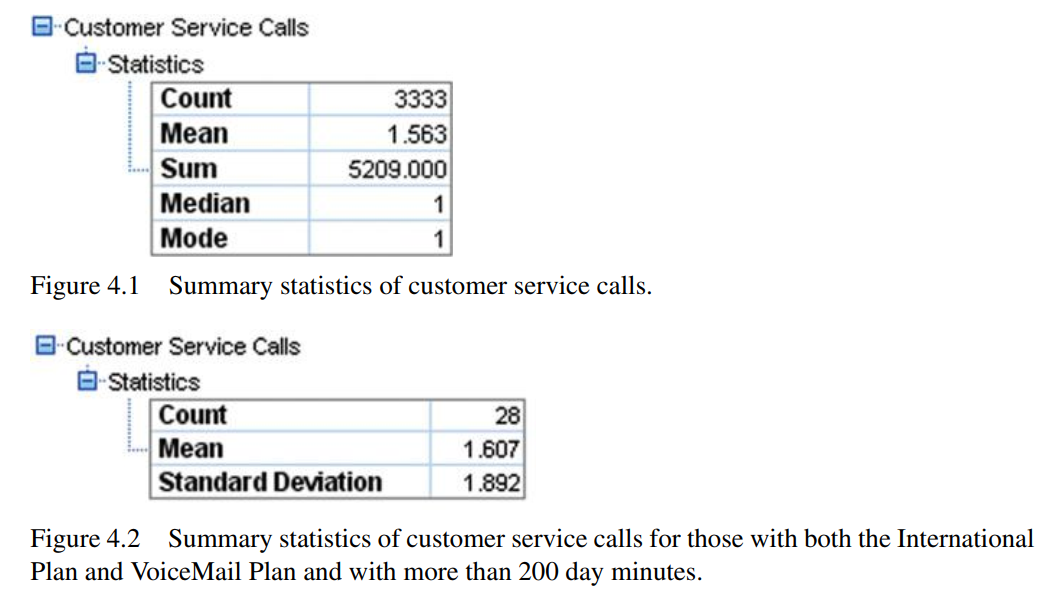 Customer Service Calls
Statistics
Count 3333
Mean 1.563
Sum 5209.000
Median 1
Mode 1
Figure 4.1 Summary statistics of customer service calls.
Customer Service Calls
Statistics
Count 28
Mean 1.607
Standard Deviation 1.892
Figure 4.2 Summary statistics of customer service calls for those with both the International
Plan and VoiceMail Plan and with more than 200 day minutes.